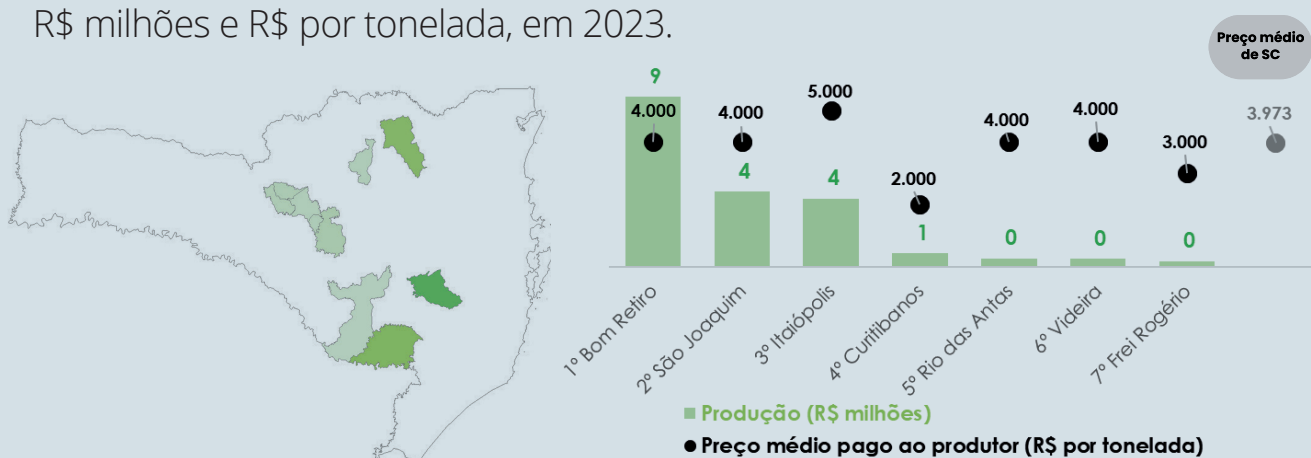 R$ milhões e R$ por tonelada, em 2023.
Preço médio
de SC
9
4.000
4.000
4
5.000
4
2.000
1
4.000
0
4.000
0
3.000
0
3.973
1º Bom Retiro
2º São Joaquim
3º Itaiópolis
4º Curitibanos
5º Rio das Antas
6º Videira
7º Frei Rogério
Produção (R$ milhões)
Preço médio pago ao produtor (R$ por tonelada)